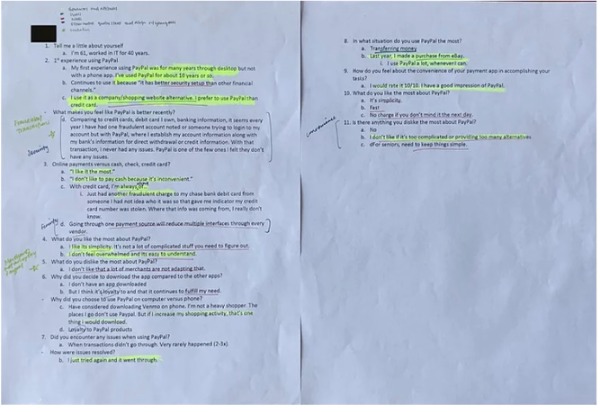 1. Tell me a little about yourself
a. I'm 61, worked in IT for 40 years.
2. 1st experience using PayPal
a. My first experience using PayPal was for many years through desktop but not
with a phone app. I've used PayPal for about 10 years or so.
b. Continues to use it because "it has better security setup than other financial
channels."
c. I use it as a company/shopping website alternative. I prefer to use PayPal than
credit card.
- What makes you feel like PayPal is better recently?
d. Comparing to credit cards, debit card I own, banking information, it seems every
year I have had one fraudulent account noted or someone trying to login to my
account but with PayPal, where I establish my account information along with
my bank's information for direct withdrawal or credit information. With that
transaction, I never had any issues. PayPal is one of the few ones I felt they don't
have any issues.
3. Online payments versus cash, check, credit card?
a. "I like it the most."
b. "I don't like to pay cash because it's inconvenient."
c. With credit card, I'm always
i. Just had another fraudulent charge to my chase bank debit card from
someone I had not idea who it was so that gave me indicator my credit
card number was stolen. Where that info was coming from, I really don't
know.
d. Going through one payment source will reduce multiple interfaces through every
vendor.
4. What do you like the most about PayPal?
a. I like its simplicity. It's not a lot of complicated stuff you need to figure out.
b. I don't feel overwhelmed and its easy to understand.
5. What do you dislike the most about PayPal?
a. I don't like that a lot of merchants are not adapting that.
6. Why did you decide to download the app compared to the other apps?
a. I don't have an app downloaded
b. But I think it's loyalty to and that it continues to fulfill my need.
- Why did you choose to use PayPal on computer versus phone?
c. Have considered downloading Venmo on phone. I'm not a heavy shopper. The
places I go don't use Paypal. But if I increase my shopping activity, that's one
thing I would download.
d. Loyalty to PayPal products
7. Did you encounter any issues when using PayPal?
a. When transactions didn't go through. Very rarely happened (2-3x)
- How were issues resolved?
b. I just tried again and it went through.
8. In what situation do you use PayPal the most?
a. Transferring money
b. Last year, I made a purchase from eBay.
i. I use PayPal a lot, whenever I can.
9. How do you feel about the convenience of your payment app in accomplishing your
tasks?
a. I would rate it 10/10. I have a good impression of PayPal.
10. What do you like the most about PayPal?
a. It's simplicity.
b. Fast
c. No charge if you don't mind it the next day.
11. Is there anything you dislike the most about PayPal?
a. No
b. I don't like if it's too complicated or providing too many alternatives.
c. dFor seniors, need to keep things simple.